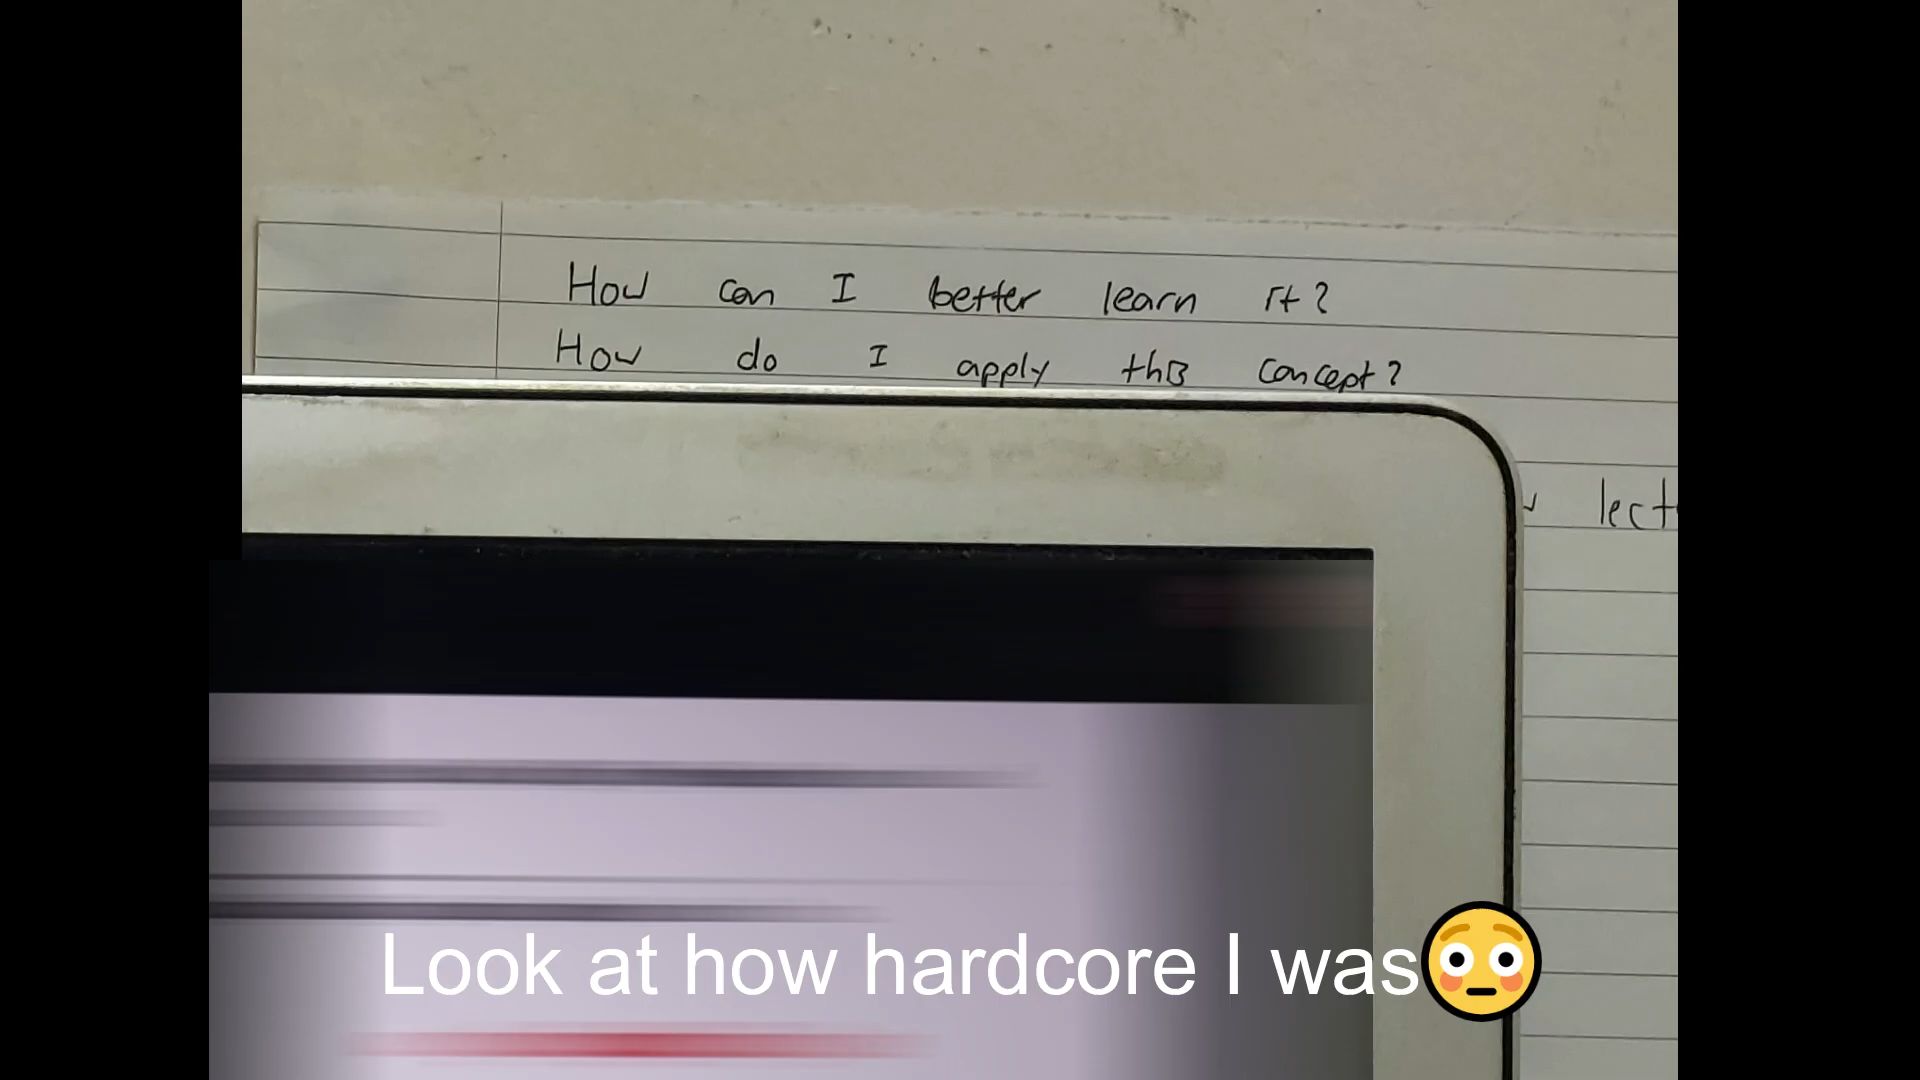 How can I better learn it?
How do I apply this concept?
lect
Look at how hardcore I was😳